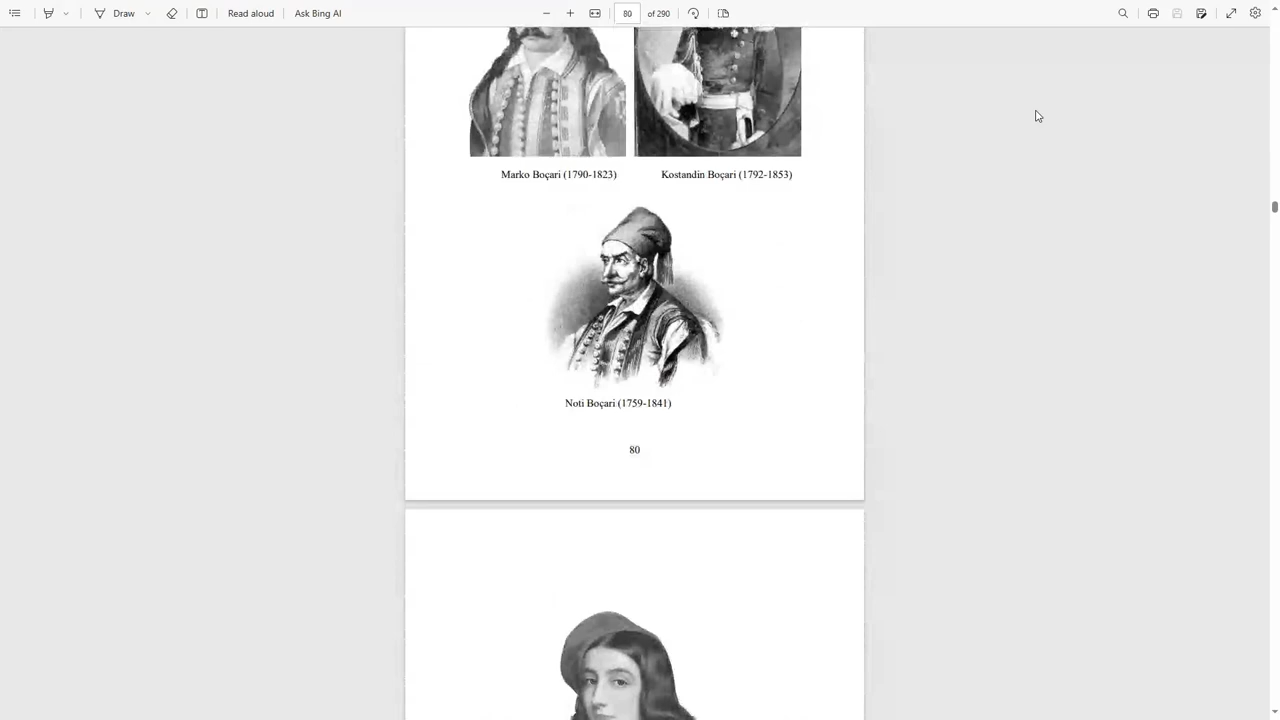 Draw
Read aloud
Ask Bing AI
80 of 290
Marko Boçari (1790-1823)
Kostandin Boçari (1792-1853)
Noti Boçari (1759-1841)
80